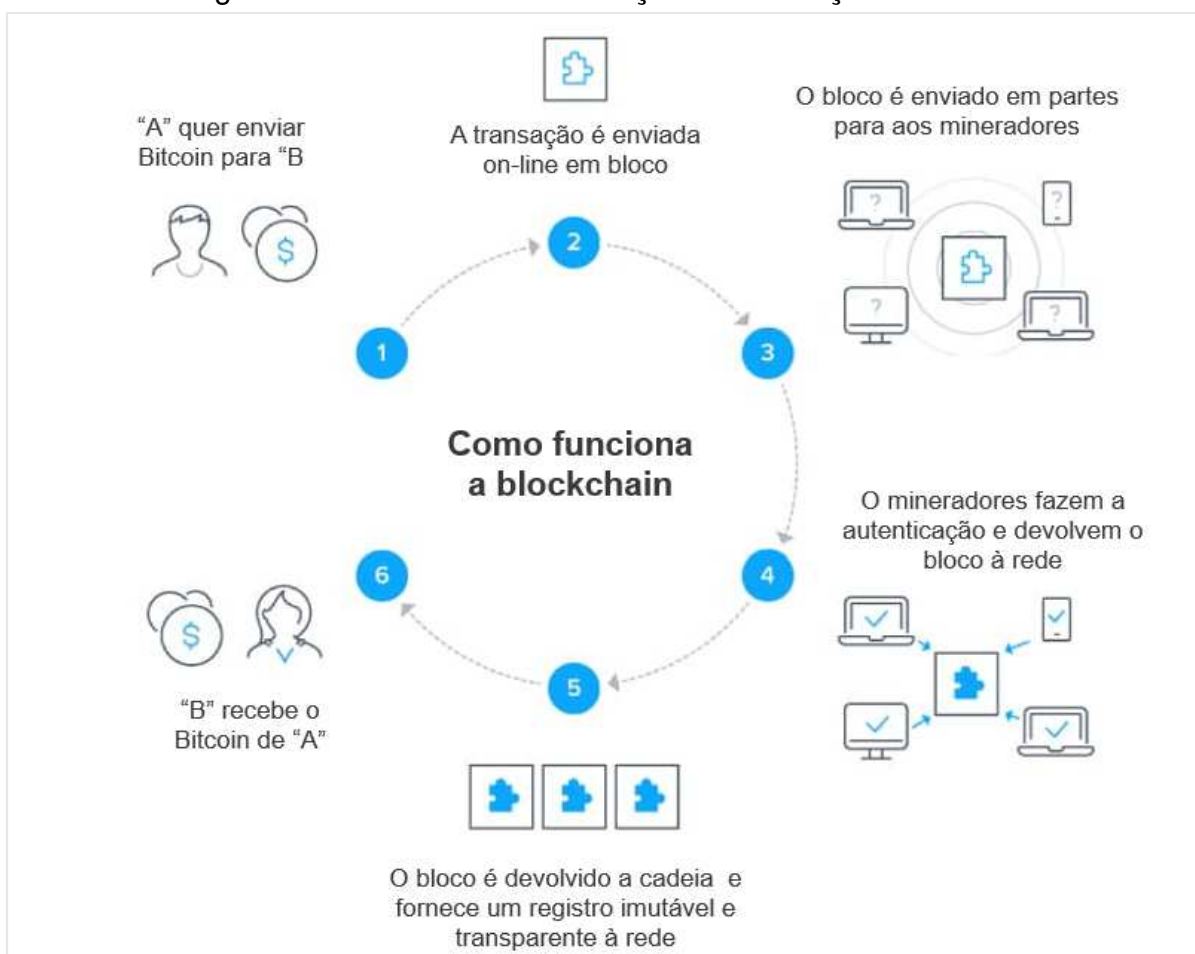 "A" quer enviar
Bitcoin para "B
A transação é enviada
on-line em bloco
O bloco é enviado em partes
para aos mineradores
?
?
?
?
$
1
2
3
Como funciona
a blockchain
O mineradores fazem a
autenticação e devolvem o
bloco à rede
4
5
6
$
"B" recebe o
Bitcoin de "A"
O bloco é devolvido a cadeia e
fornece um registro imutável e
transparente à rede